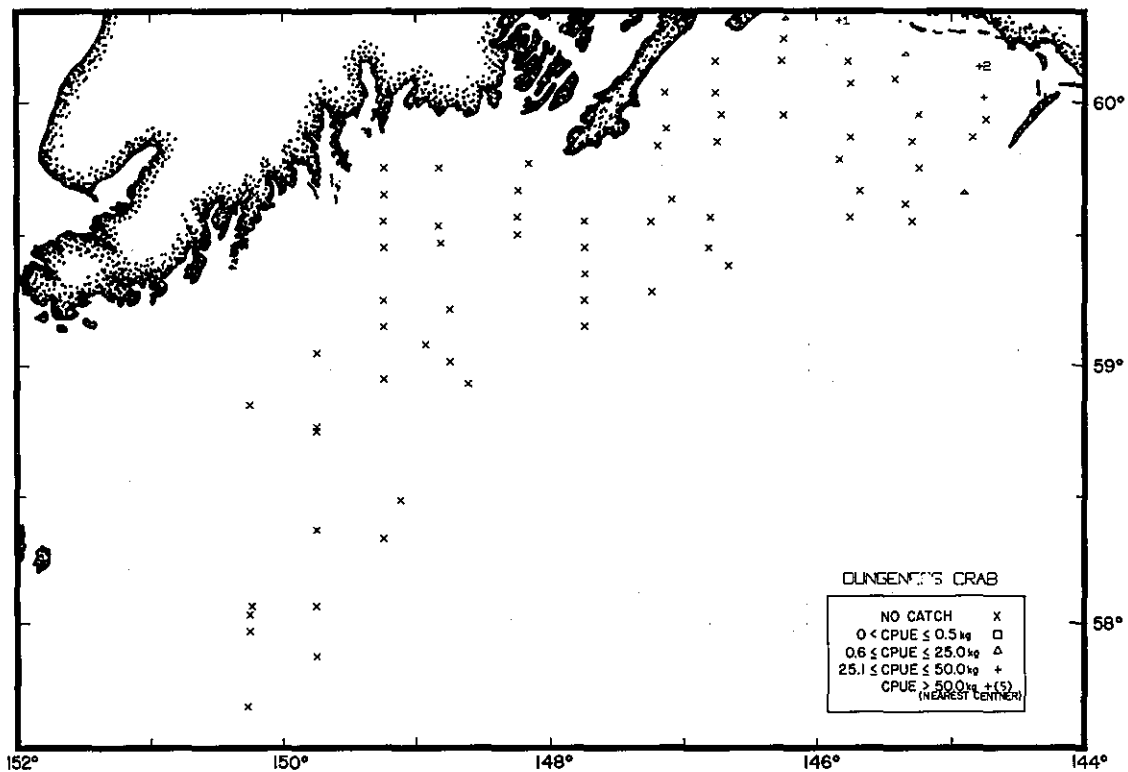 +1
+2
60°
59°
DUNGENESS CRAB
NO CATCH X
0 < CPUE ≤ 0.5 kg □
0.6 ≤ CPUE ≤ 25.0 kg △
25.1 ≤ CPUE ≤ 50.0 kg +
CPUE > 50.0 kg +(5)
(NEAREST CENTNER)
58°
152° 150° 148° 146° 144°